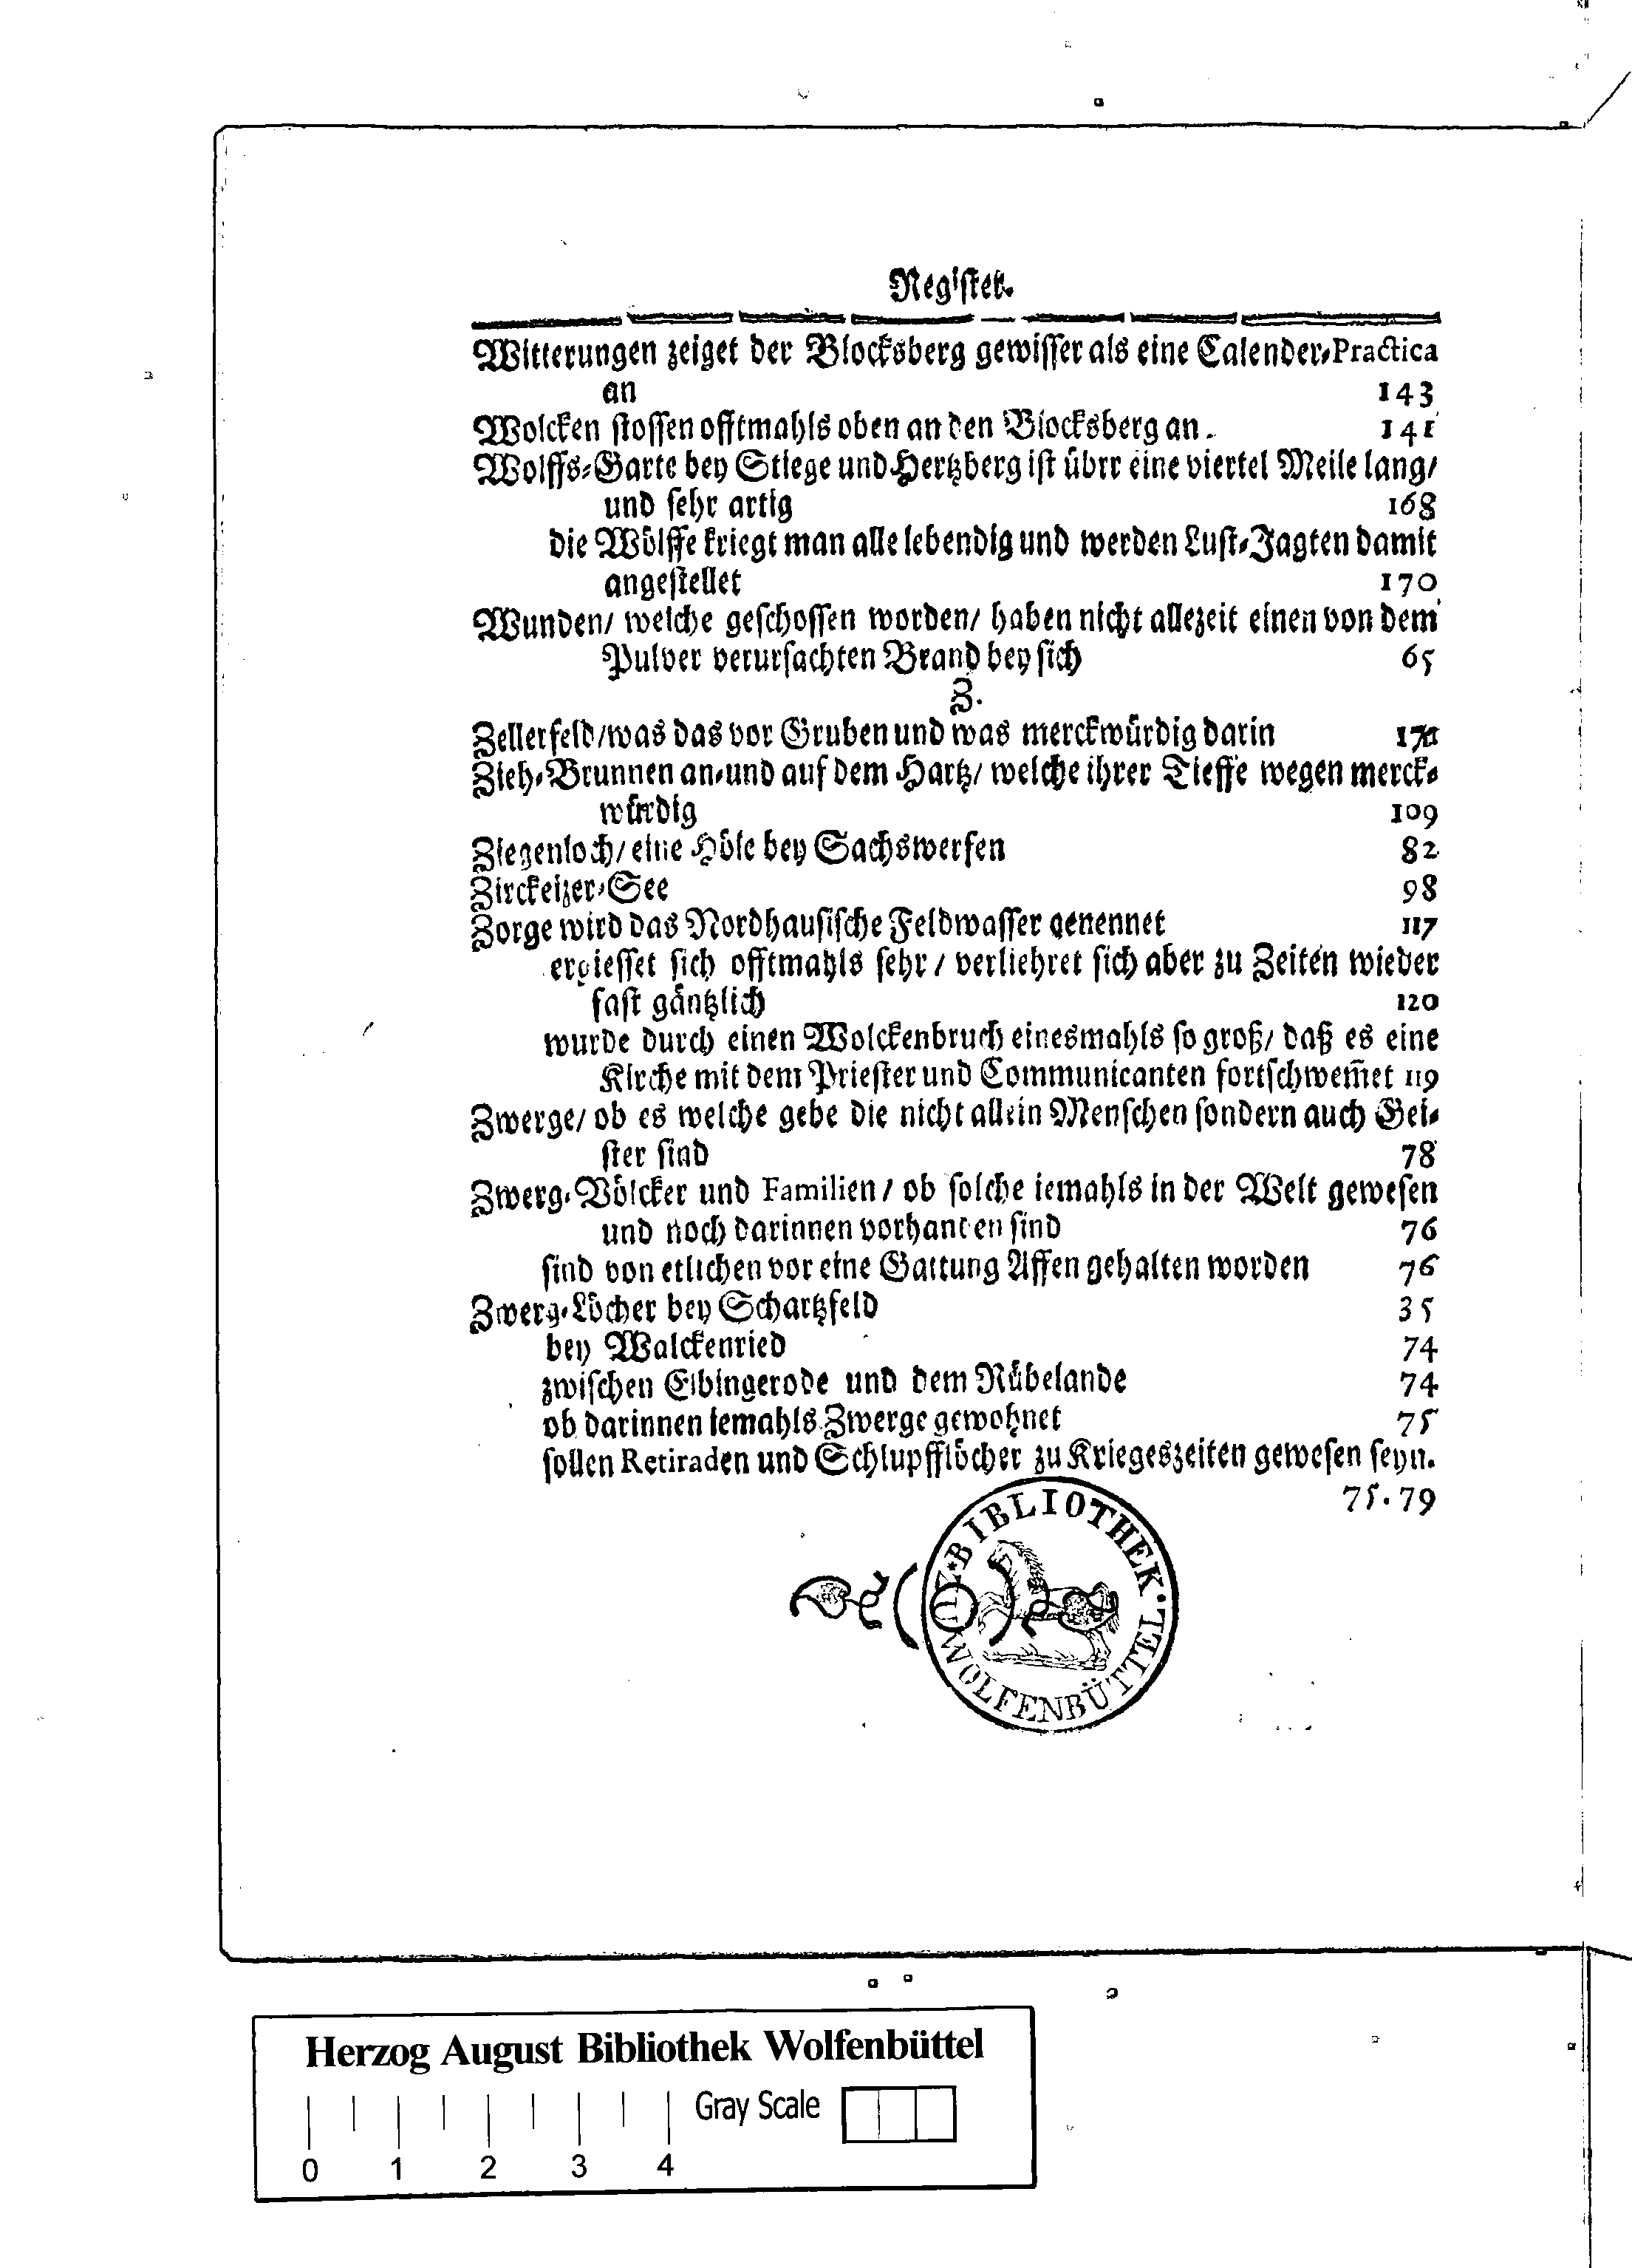 Register.
Witterungen zeiget der Blocksberg gewisser als eine Calender-Practica
an 143
Wolcken stossen offtmahls oben an den Blocksberg an. 141
Wolffs-Garte bey Stiege und Hertzberg ist übrr eine viertel Meile lang/
und sehr artig 168
die Wölffe kriegt man alle lebendig und werden Lust-Jagten damit
angestellet 170
Wunden/ welche geschossen worden/ haben nicht allezeit einen von dem
Pulver verursachten Brand bey sich 65
Z.
Zellerfeld/was das vor Gruben und was merckwürdig darin
Zieh-Brunnen an-und auf dem Hartz/ welche ihrer Tieffe wegen merck-
würdig 109
Ziegenloch/ eine Höle bey Sachswerfen 82
Zirckeizer-See 98
Zorge wird das Nordhausische Feldwasser genennet 117
ergiesset sich offtmahls sehr/ verliehret sich aber zu Zeiten wieder
fast gäntzlich 120
wurde durch einen Wolckenbruch einesmahls so groß/ daß es eine
Kirche mit dem Priester und Communicanten fortschwem̃et 119
Zwerge/ ob es welche gebe die nicht allein Menschen sondern auch Gei-
ster sind 78
Zwerg-Völcker und Familien/ ob solche iemahls in der Welt gewesen
und noch darinnen vorhanden sind 76
sind von etlichen vor eine Gattung Affen gehalten worden 76
Zwerg-Löcher bey Schartzfeld 35
bey Walckenried 74
zwischen Elbingerode und dem Rübelande 74
ob darinnen iemahls Zwerge gewohnet 75
sollen Retiraden und Schlupfflöcher zu Kriegeszeiten gewesen seyn.
75. 79
BIBLIOTHEK
WOLFENBÜTTEL
Herzog August Bibliothek Wolfenbüttel
Gray Scale
0 1 2 3 4